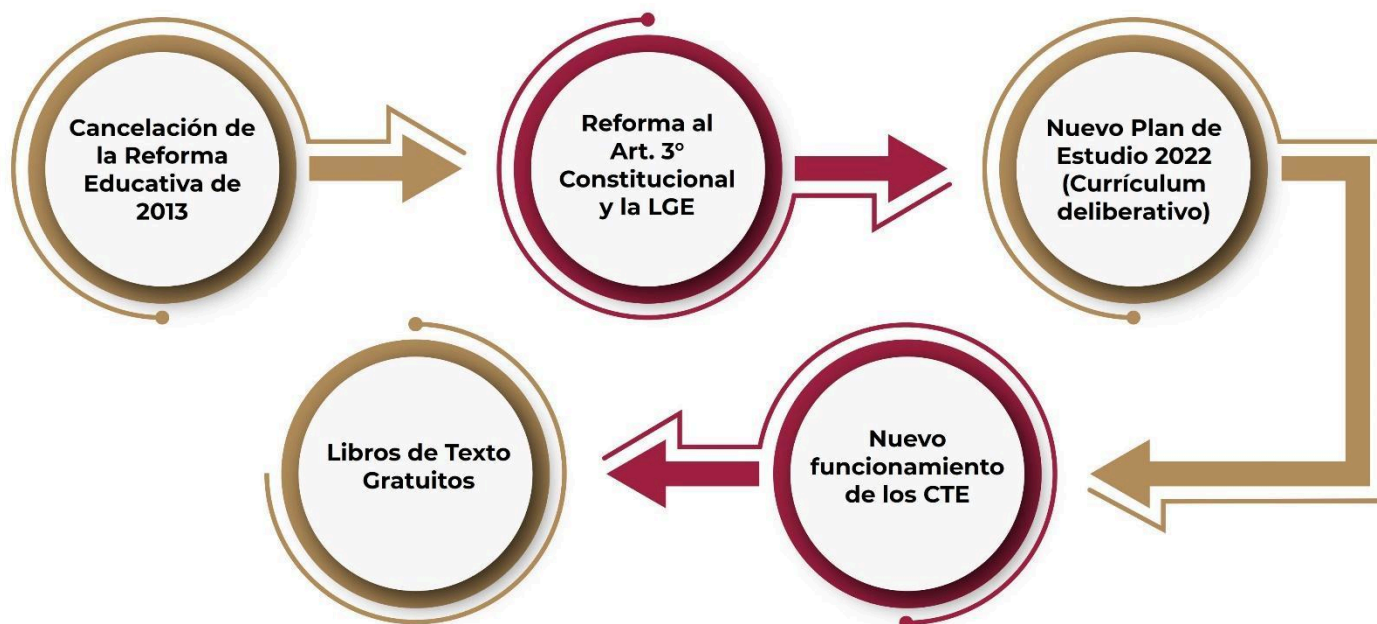 Cancelación de
la Reforma
Educativa de
2013
Reforma al
Art. 3°
Constitucional
y la LGE
Nuevo Plan de
Estudio 2022
(Currículum
deliberativo)
Nuevo
funcionamiento
de los CTE
Libros de Texto
Gratuitos